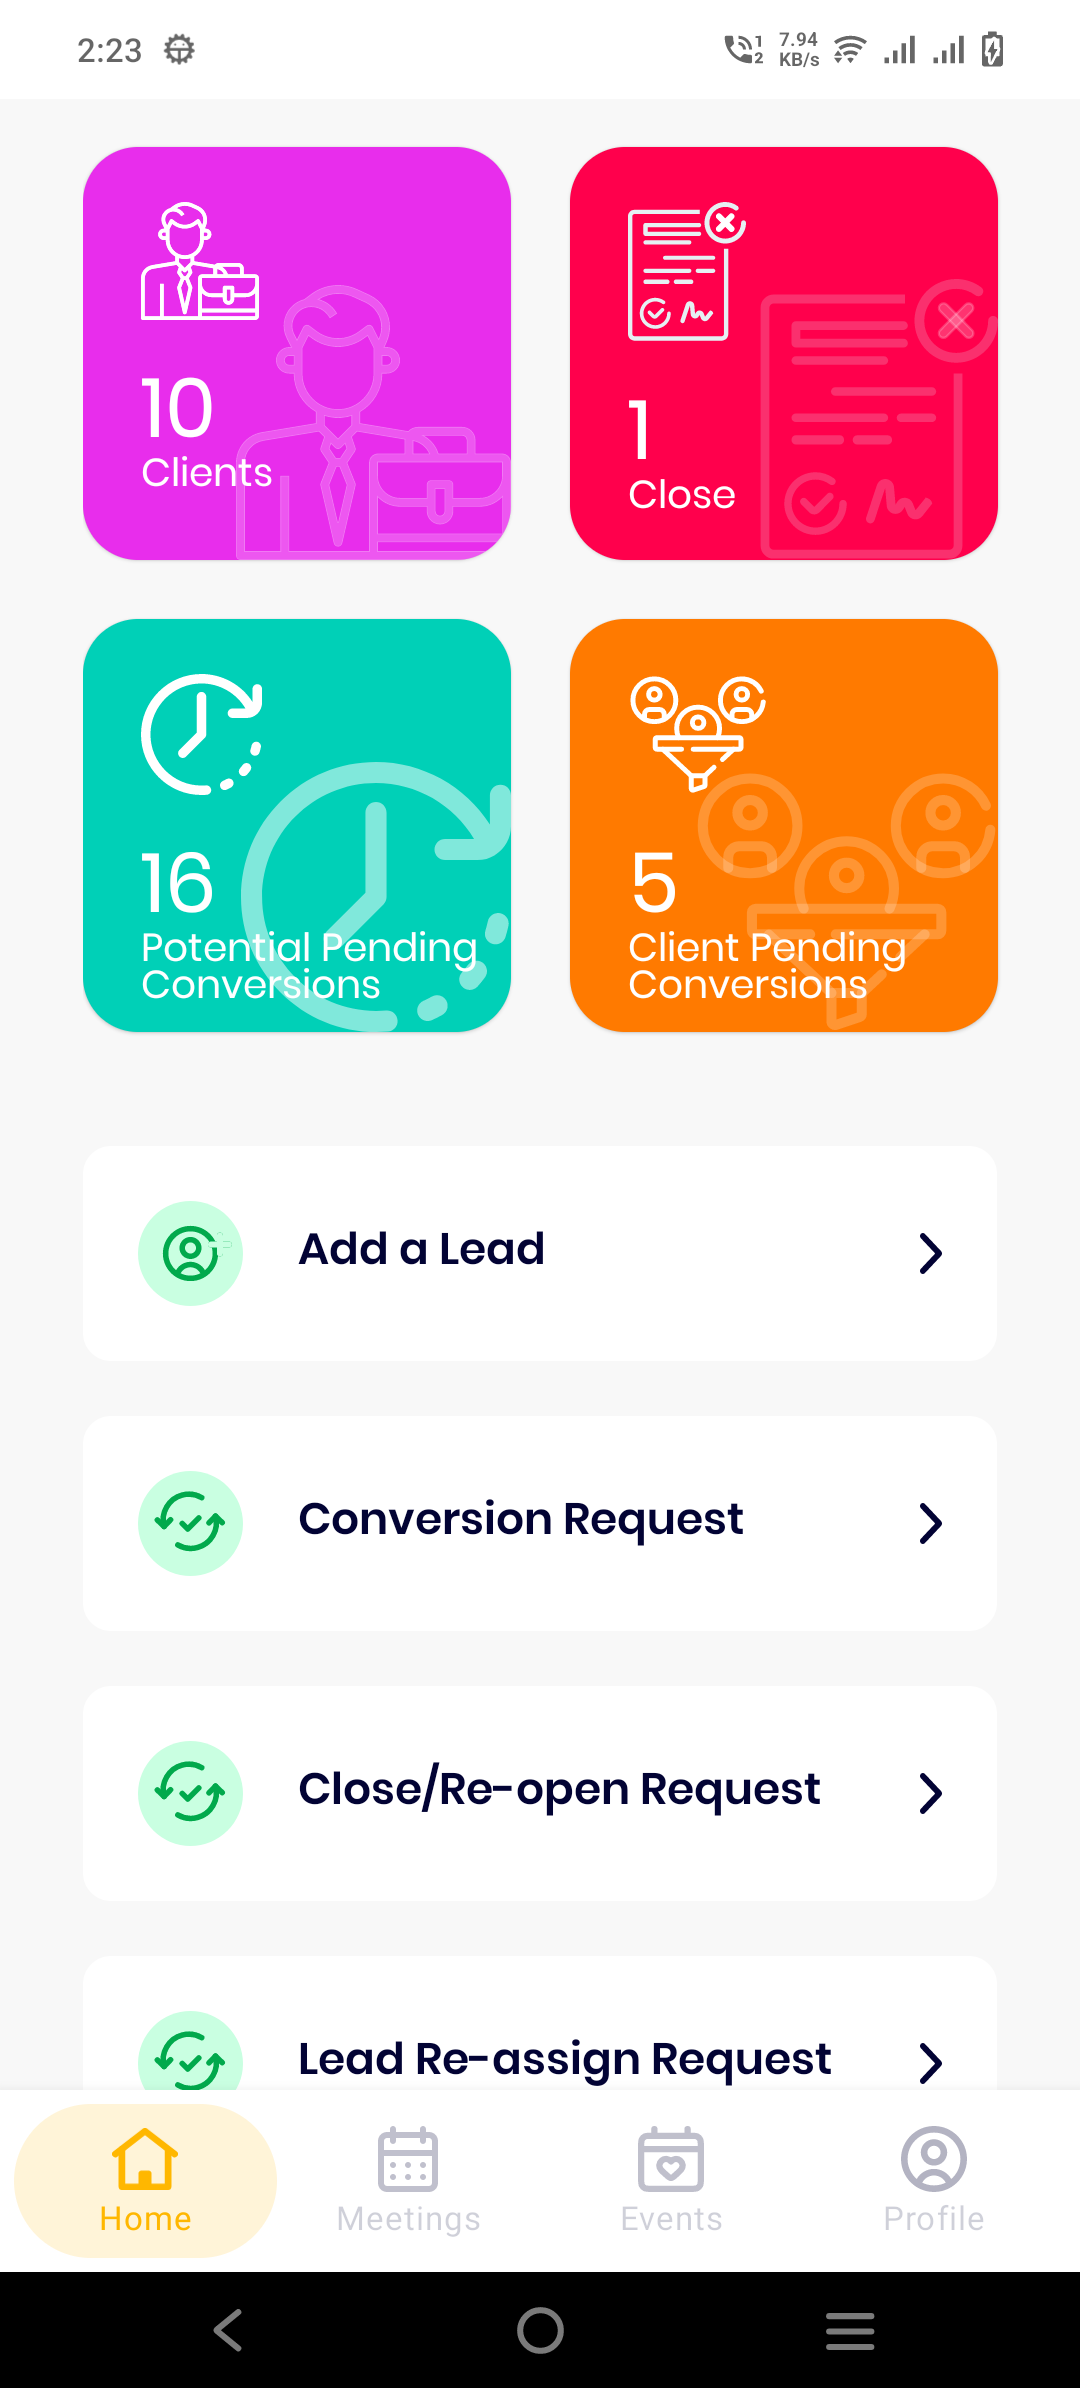 2:23
1
2
7.94
KB/s
10
Clients
1
Close
16
Potential Pending
Conversions
5
Client Pending
Conversions
Add a Lead
Conversion Request
Close/Re-open Request
Lead Re-assign Request
Home
Meetings
Events
Profile